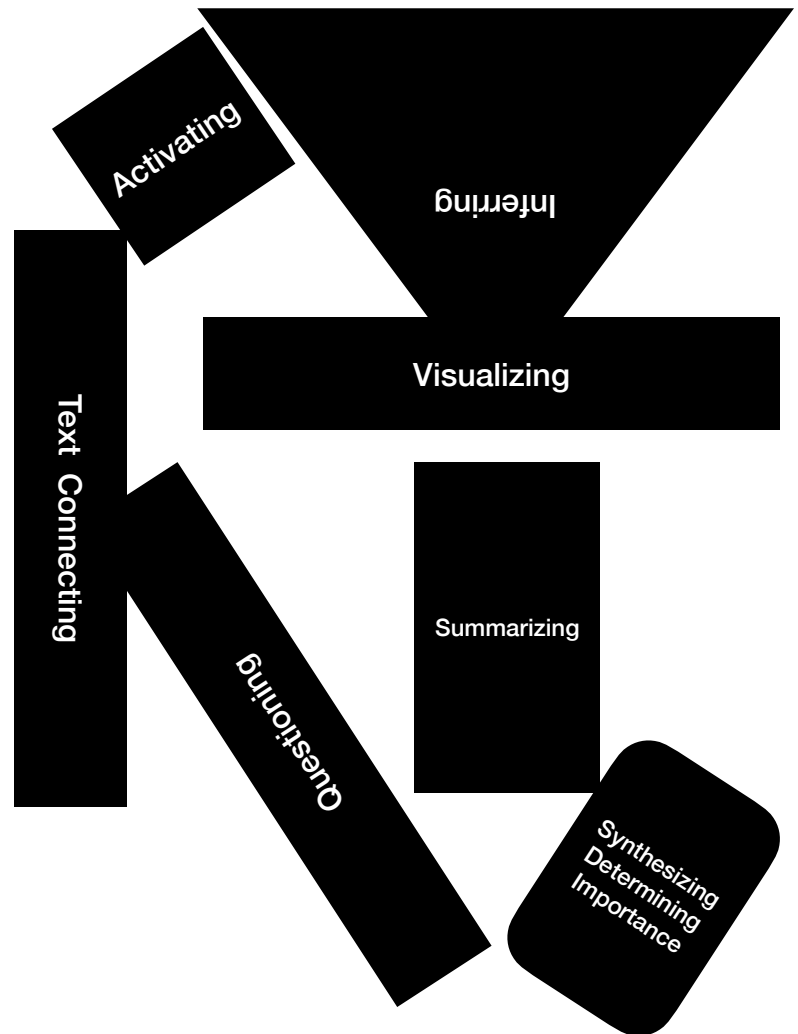 Activating
Inferring
Visualizing
Text Connecting
Summarizing
Questioning
Synthesizing
Determining
Importance